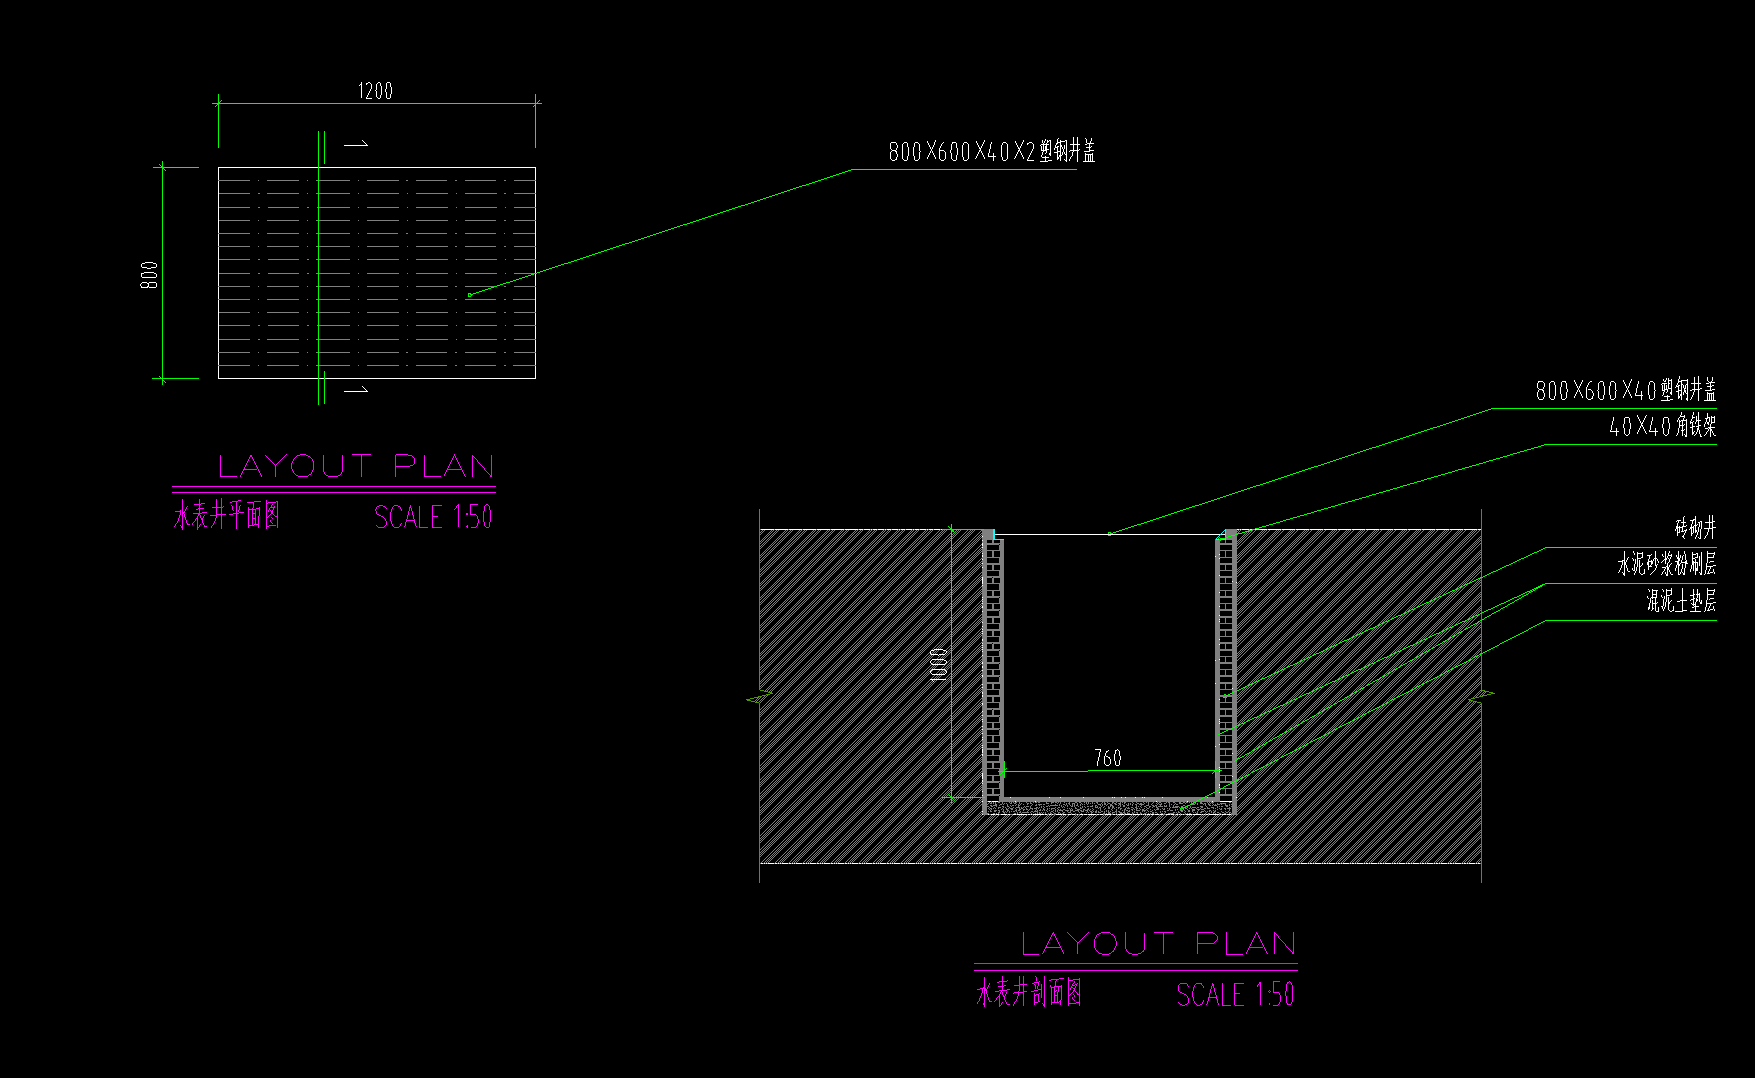 1200
1
800X600X40X2塑钢井盖
800
1
LAYOUT PLAN
水表井平面图 SCALE 1:50
800X600X40塑钢井盖
40X40角铁架
砖砌井
水泥砂浆粉刷层
混泥土垫层
1000
760
LAYOUT PLAN
水表井剖面图 SCALE 1:50